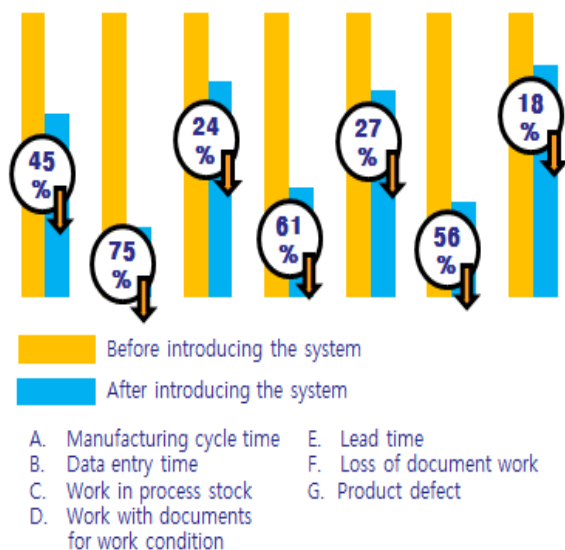 45
%
75
%
24
%
61
%
27
%
56
%
18
%
Before introducing the system
After introducing the system
A. Manufacturing cycle time
B. Data entry time
C. Work in process stock
D. Work with documents
for work condition
E. Lead time
F. Loss of document work
G. Product defect